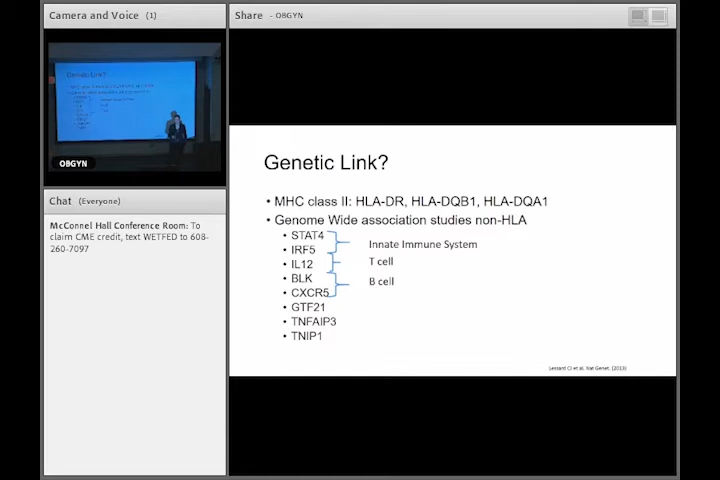 Camera and Voice (1)
Genetic Link?
OBGYN
Chat (Everyone)
McConnel Hall Conference Room: To
claim CME credit, text WETFED to 608-
260-7097
Share - OBGYN
Genetic Link?
• MHC class II: HLA-DR, HLA-DQB1, HLA-DQA1
• Genome Wide association studies non-HLA
• STAT4
• IRF5
• IL12
• BLK
• CXCR5
• GTF21
• TNFAIP3
• TNIP1
Innate Immune System
T cell
B cell
Lessard CJ et al. Nat Genet. (2013)